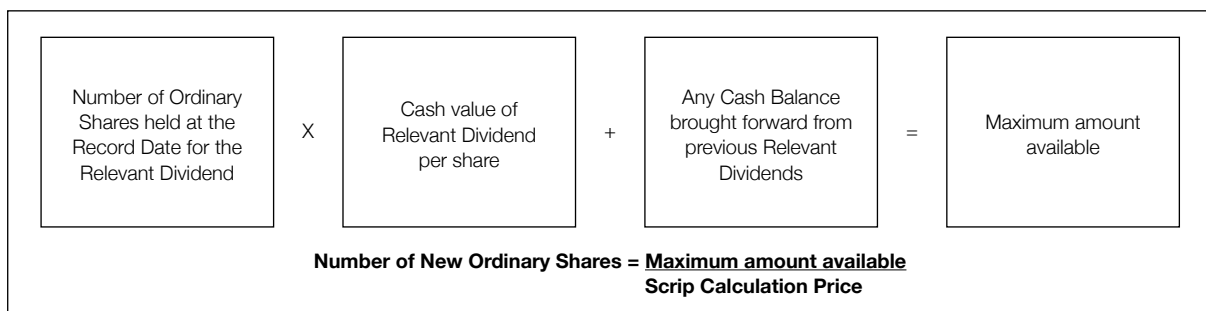 Number of Ordinary
Shares held at the
Record Date for the
Relevant Dividend
X
Cash value of
Relevant Dividend
per share
+
Any Cash Balance
brought forward from
previous Relevant
Dividends
=
Maximum amount
available
Number of New Ordinary Shares = Maximum amount available
Scrip Calculation Price